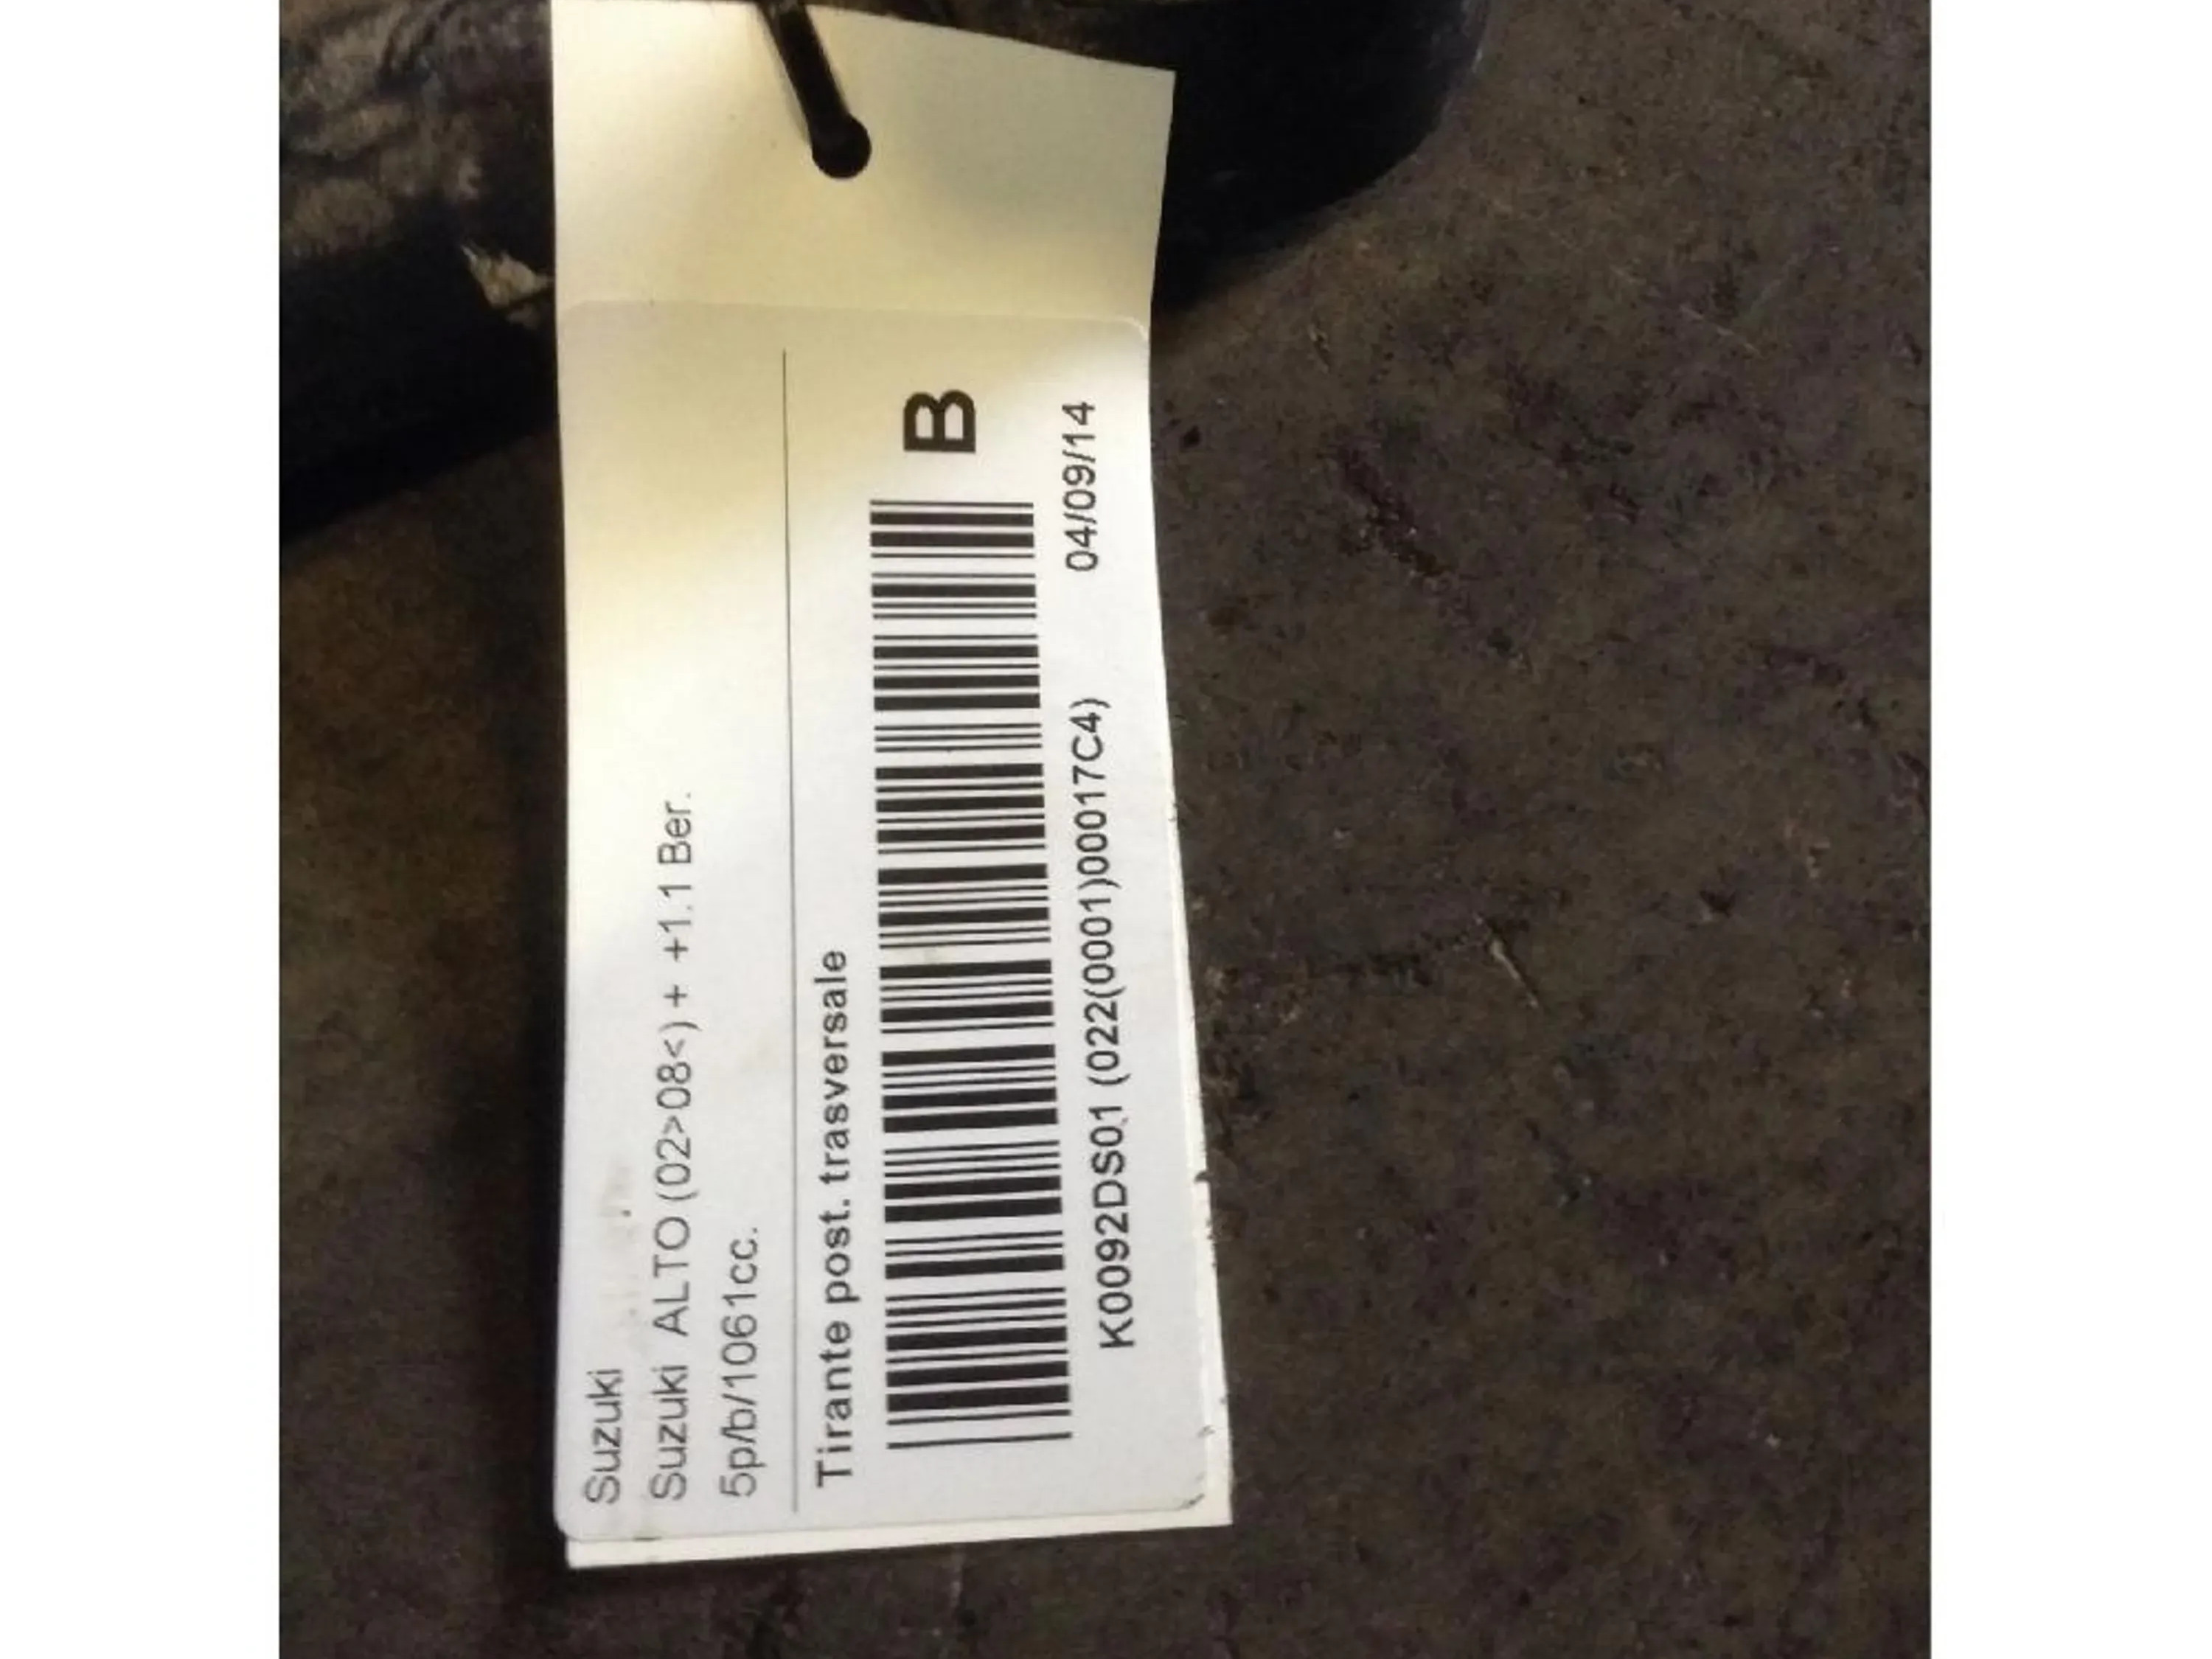 Suzuki
Suzuki ALTO (02>08<) + +1.1 Ber.
5p/b/1061cc.
Tirante post. trasversale
B
K0092DS01 (022(0001)00017C4) 04/09/14